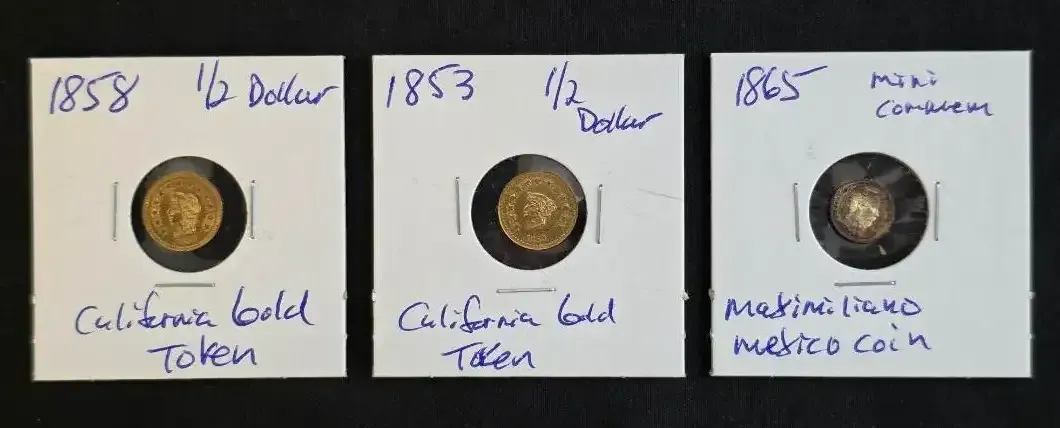 1858 1/2 Dollar
California Gold
Token
1853 1/2
Dollar
California Gold
Token
1865 mini
commem
Maximiliano
mexico coin